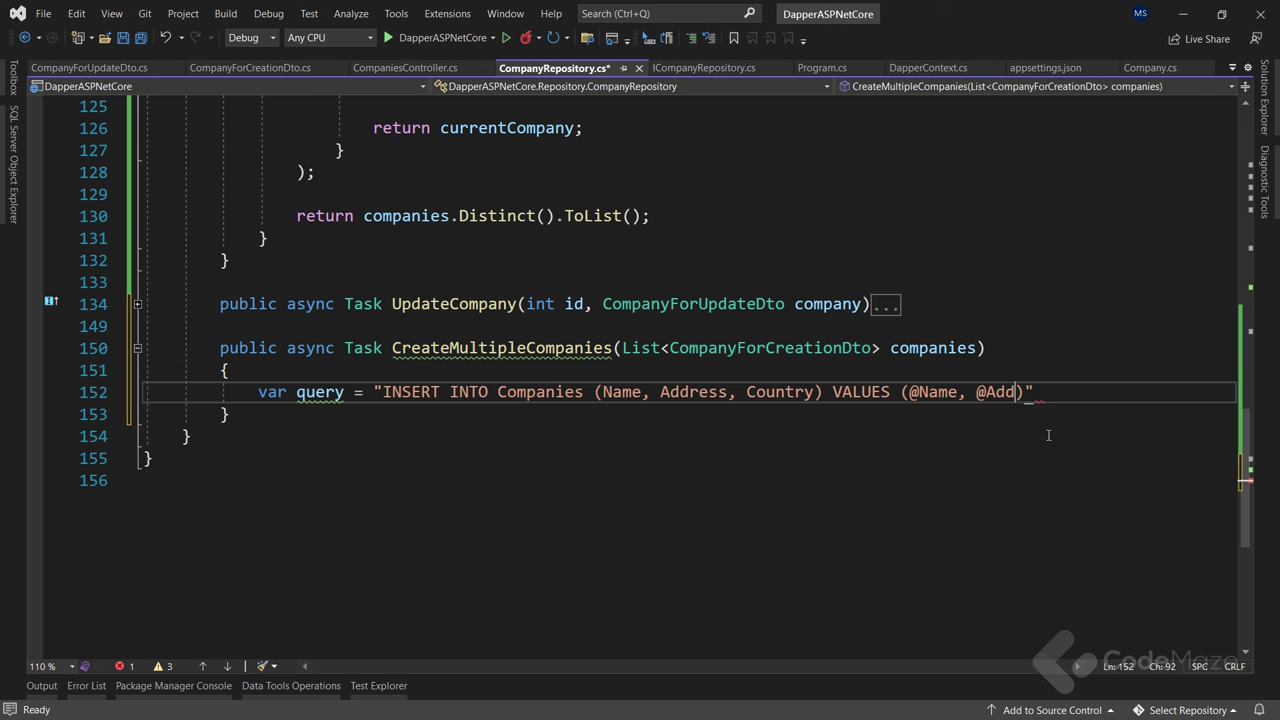 File Edit View Git Project Build Debug Test Analyze Tools Extensions Window Help Search (Ctrl+Q) DapperASPNetCore MS
Debug Any CPU DapperASPNetCore Live Share
CompanyForUpdateDto.cs CompanyForCreationDto.cs CompaniesController.cs CompanyRepository.cs* ICompanyRepository.cs Program.cs DapperContext.cs appsettings.json Company.cs
DapperASPNetCore DapperASPNetCore.Repository.CompanyRepository CreateMultipleCompanies(List<CompanyForCreationDto> companies)
Toolbox
SQL Server Object Explorer
Solution Explorer
Diagnostic Tools
125
126 return currentCompany;
127 }
128 );
129
130 return companies.Distinct().ToList();
131 }
132 }
133
134 public async Task UpdateCompany(int id, CompanyForUpdateDto company)...
149
150 public async Task CreateMultipleCompanies(List<CompanyForCreationDto> companies)
151 {
152 var query = "INSERT INTO Companies (Name, Address, Country) VALUES (@Name, @Add)"
153 }
154 }
155 }
156
CodeMaze
110 % 1 3 Ln: 152 Ch: 92 SPC CRLF
Output Error List Package Manager Console Data Tools Operations Test Explorer
Ready Add to Source Control Select Repository